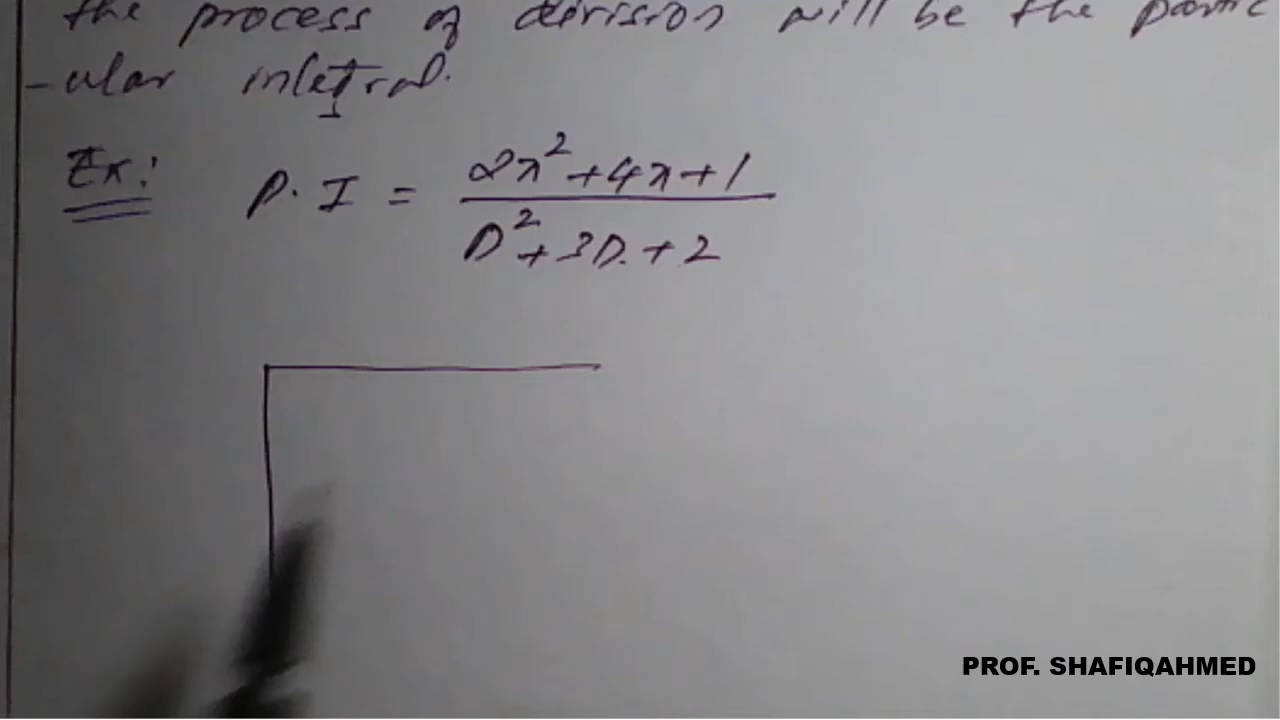 the process of division will be the partic
-ular integral.
Ex: P.I = 2x²+4x+1 / D²+3D+2
PROF. SHAFIQAHMED